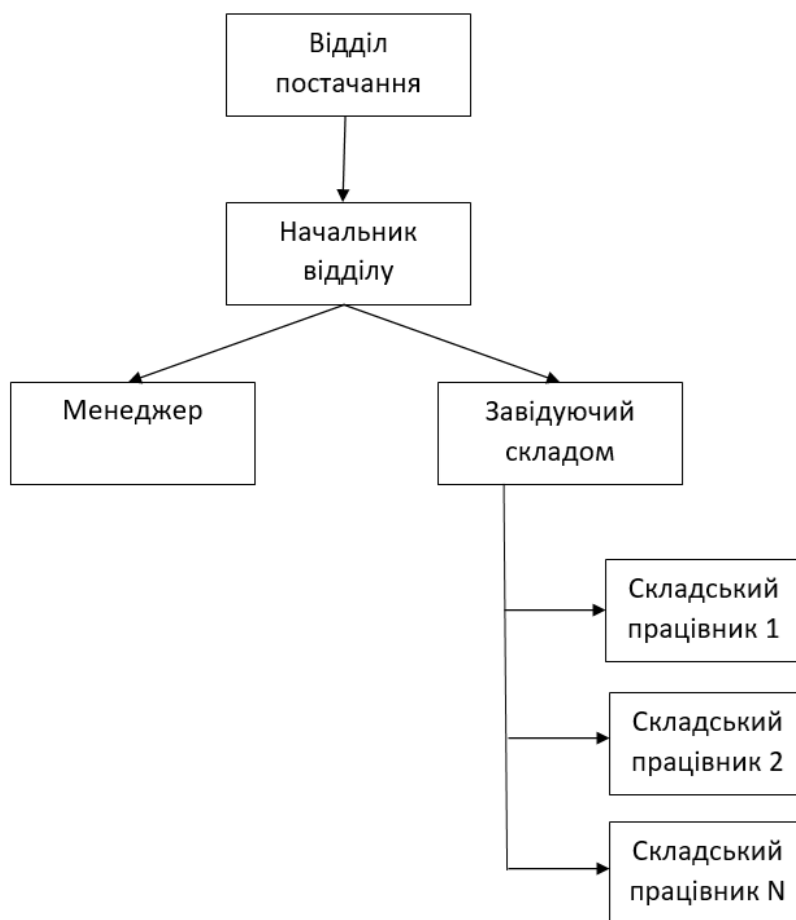 Відділ
постачання
Начальник
відділу
Менеджер
Завідуючий
складом
Складський
працівник 1
Складський
працівник 2
Складський
працівник N